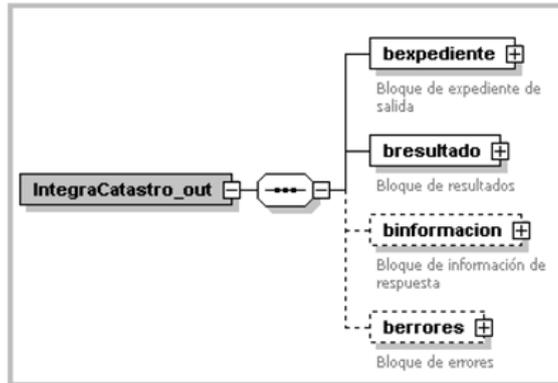 bexpediente
Bloque de expediente de
salida
bresultado
Bloque de resultados
IntegraCatastro_out
binformacion
Bloque de información de
respuesta
berrores
Bloque de errores